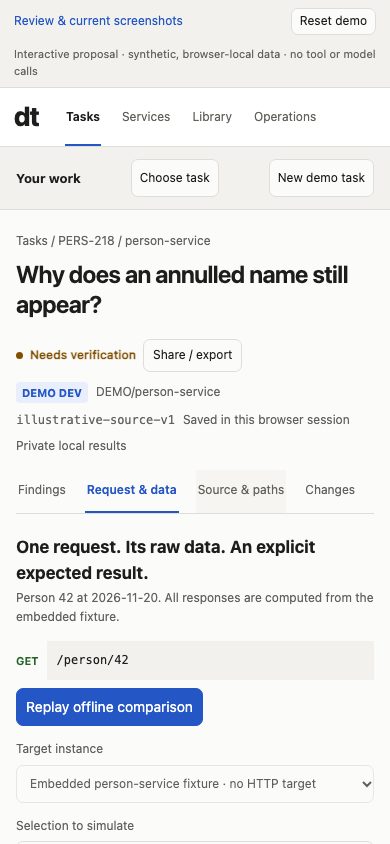 Review & current screenshots
Reset demo
Interactive proposal · synthetic, browser-local data · no tool or model
calls
dt
Tasks
Services
Library
Operations
Your work
Choose task
New demo task
Tasks / PERS-218 / person-service
Why does an annulled name still
appear?
Needs verification
Share / export
DEMO DEV
DEMO/person-service
illustrative-source-v1
Saved in this browser session
Private local results
Findings
Request & data
Source & paths
Changes
One request. Its raw data. An explicit
expected result.
Person 42 at 2026-11-20. All responses are computed from the
embedded fixture.
GET
/person/42
Replay offline comparison
Target instance
Embedded person-service fixture · no HTTP target
Selection to simulate